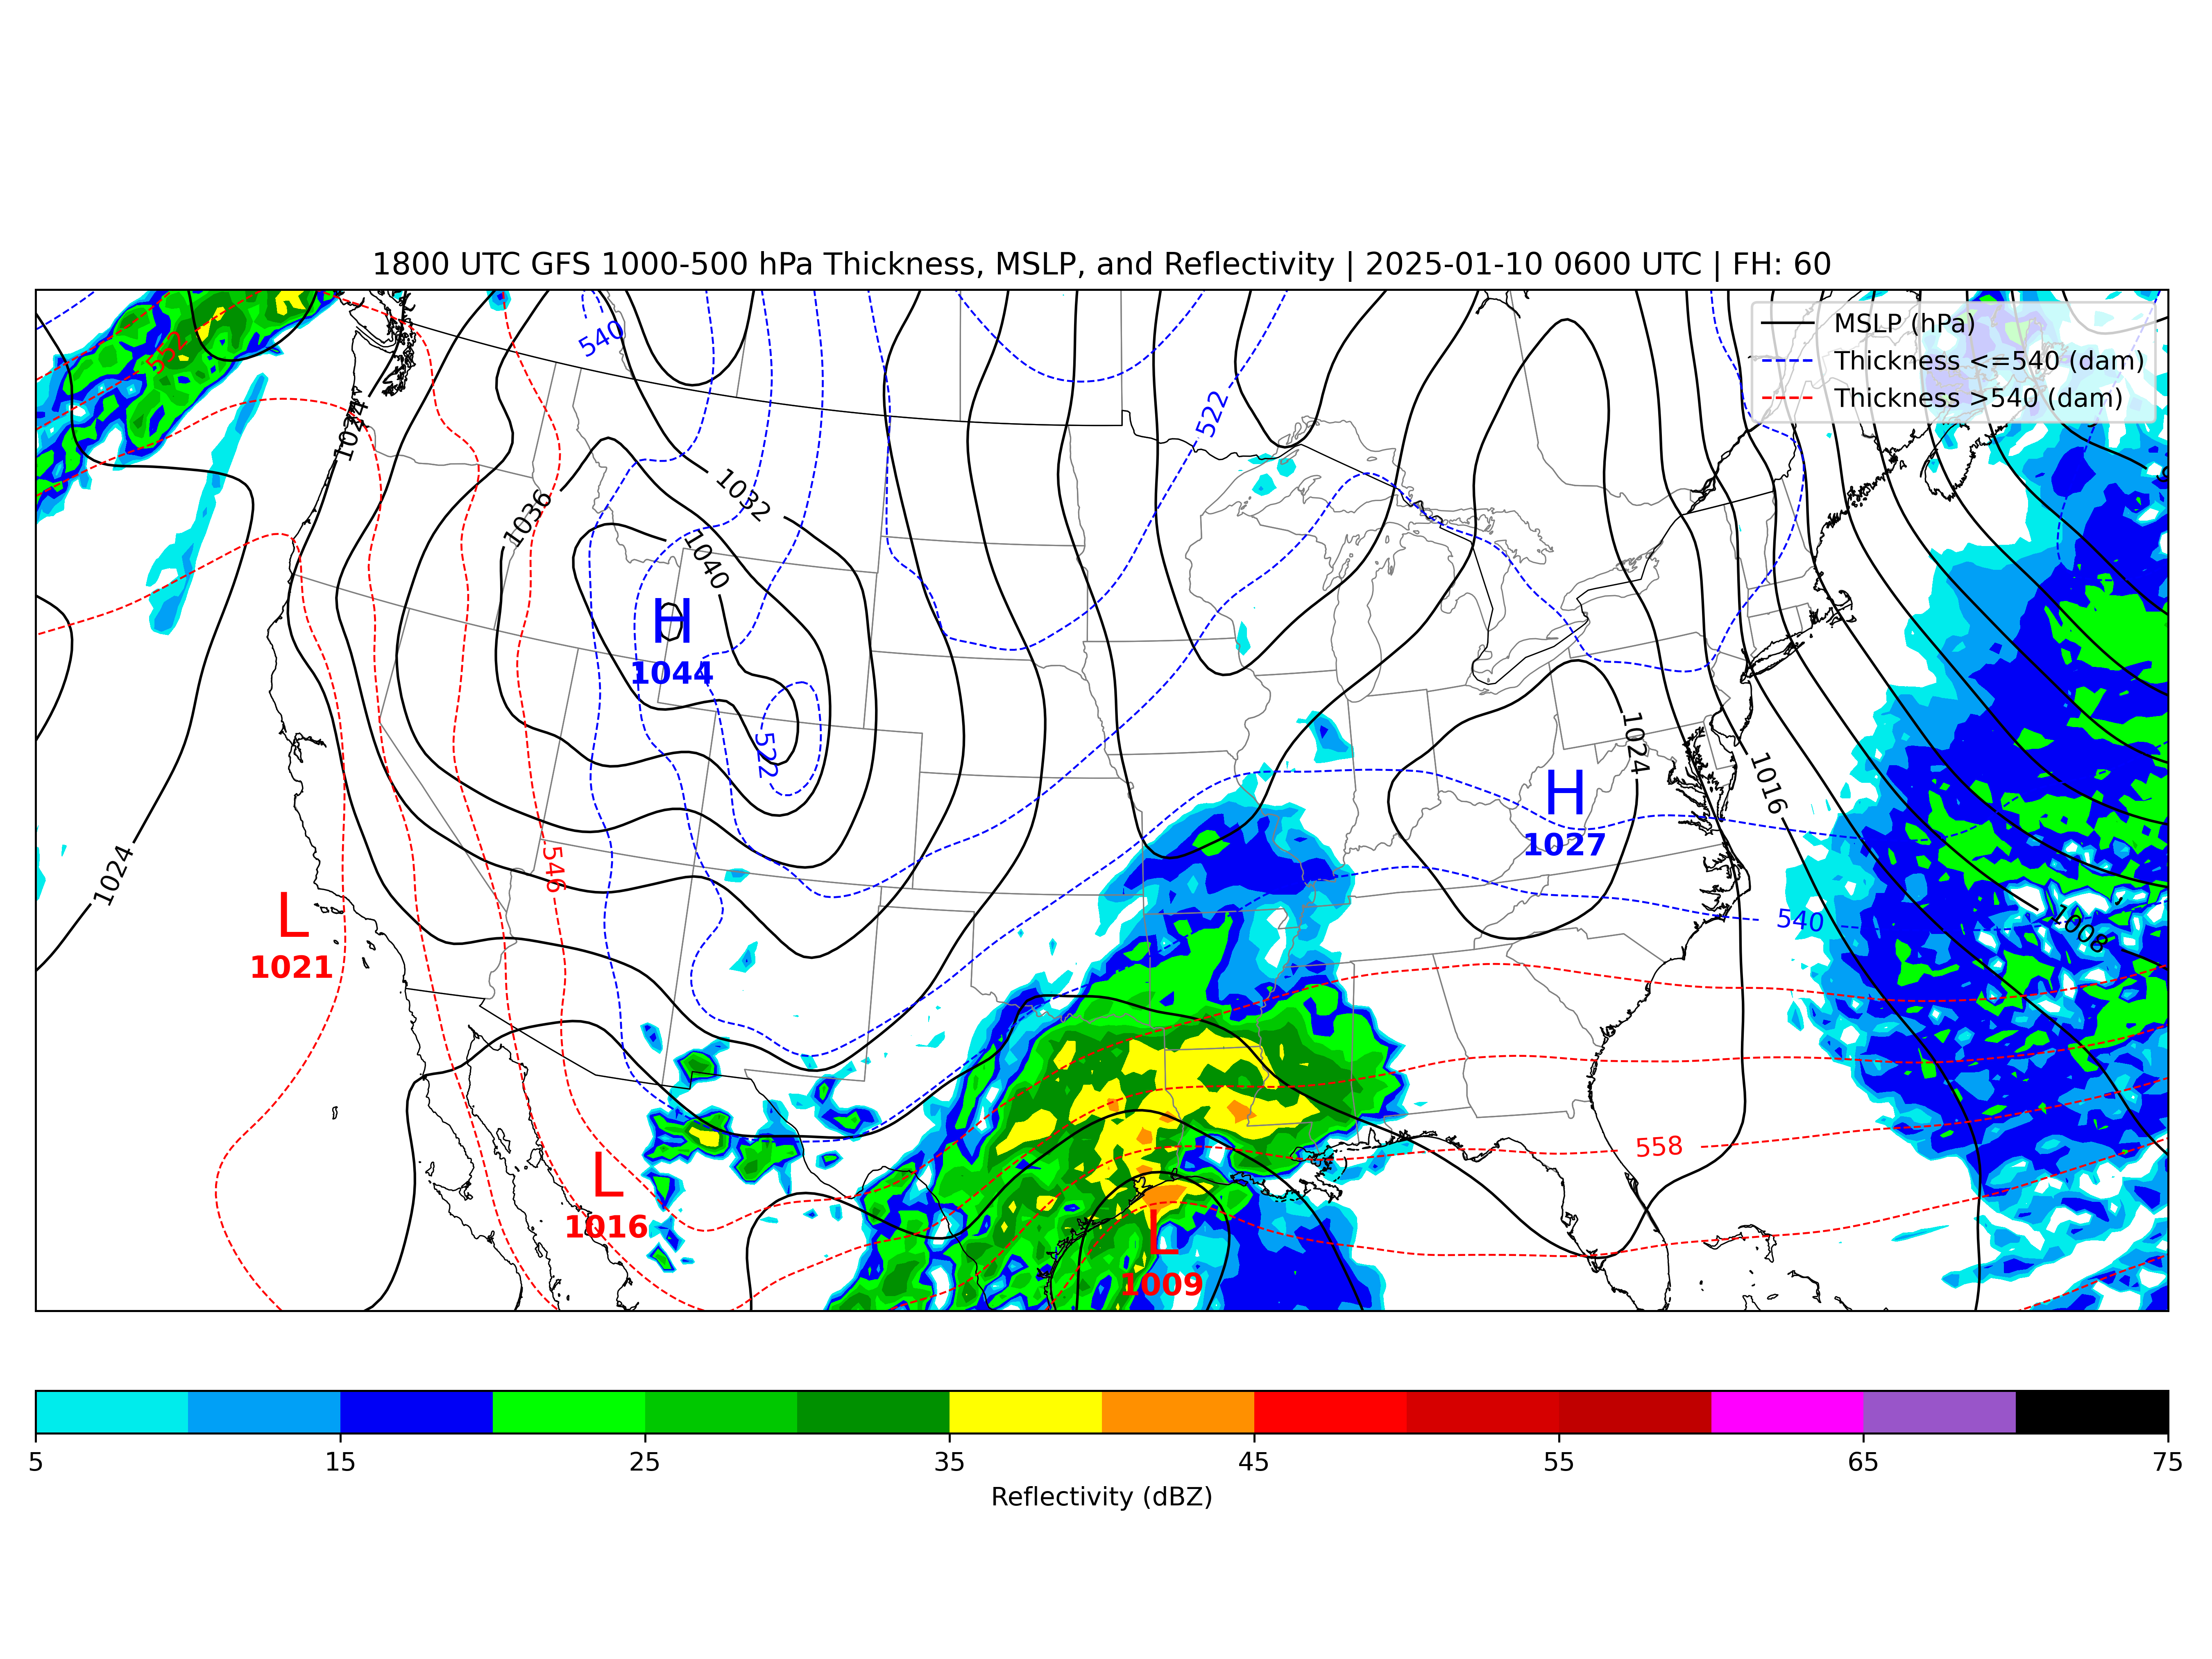 1800 UTC GFS 1000-500 hPa Thickness, MSLP, and Reflectivity | 2025-01-10 0600 UTC | FH: 60
MSLP (hPa)
Thickness <=540 (dam)
Thickness >540 (dam)
540
552
522
1024
1032
1036
1040
H
1044
522
1024
1016
H
1027
1024
546
L
1021
540
1008
558
L
1016
L
1009
5 15 25 35 45 55 65 75
Reflectivity (dBZ)